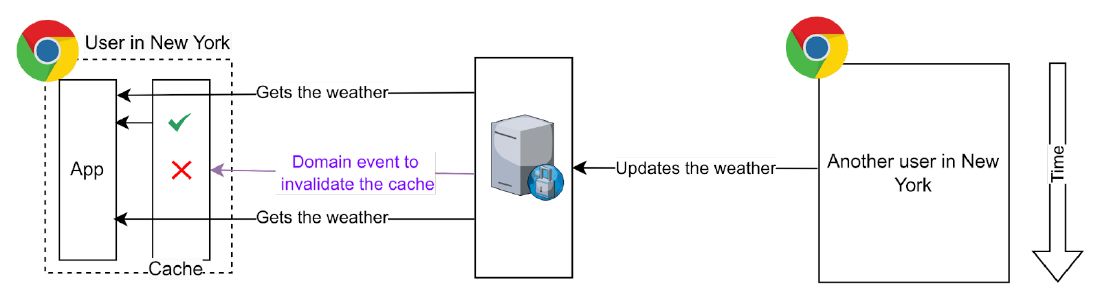 User in New York
Gets the weather
App
Domain event to
invalidate the cache
Gets the weather
Cache
Updates the weather
Another user in New
York
Time